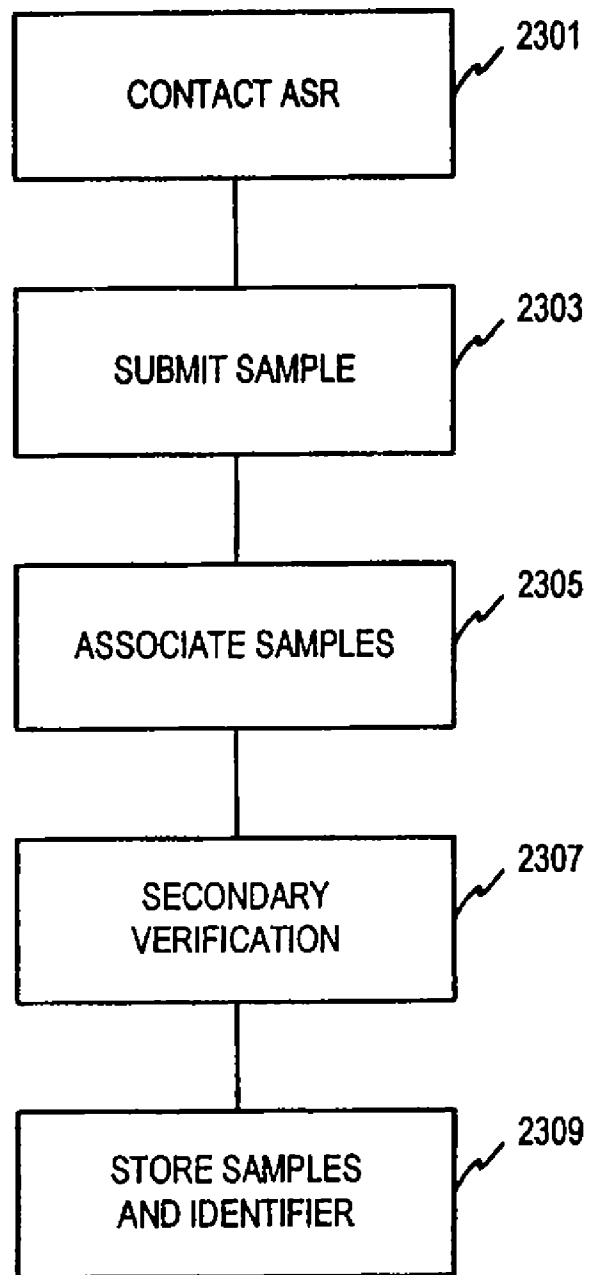 2301
CONTACT ASR
2303
SUBMIT SAMPLE
2305
ASSOCIATE SAMPLES
2307
SECONDARY
VERIFICATION
2309
STORE SAMPLES
AND IDENTIFIER